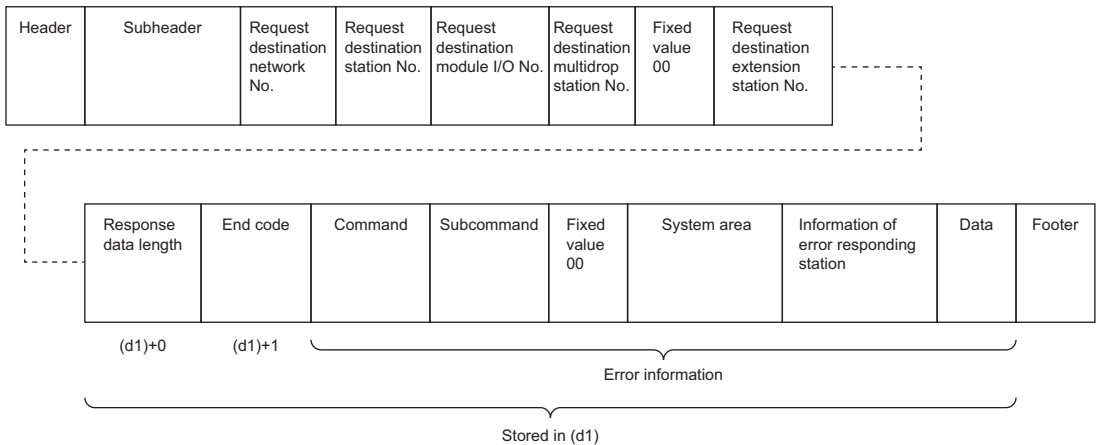 Header
Subheader
Request
destination
network
No.
Request
destination
station No.
Request
destination
module I/O No.
Request
destination
multidrop
station No.
Fixed
value
00
Request
destination
extension
station No.
Response
data length
End code
Command
Subcommand
Fixed
value
00
System area
Information of
error responding
station
Data
Footer
(d1)+0
(d1)+1
Error information
Stored in (d1)